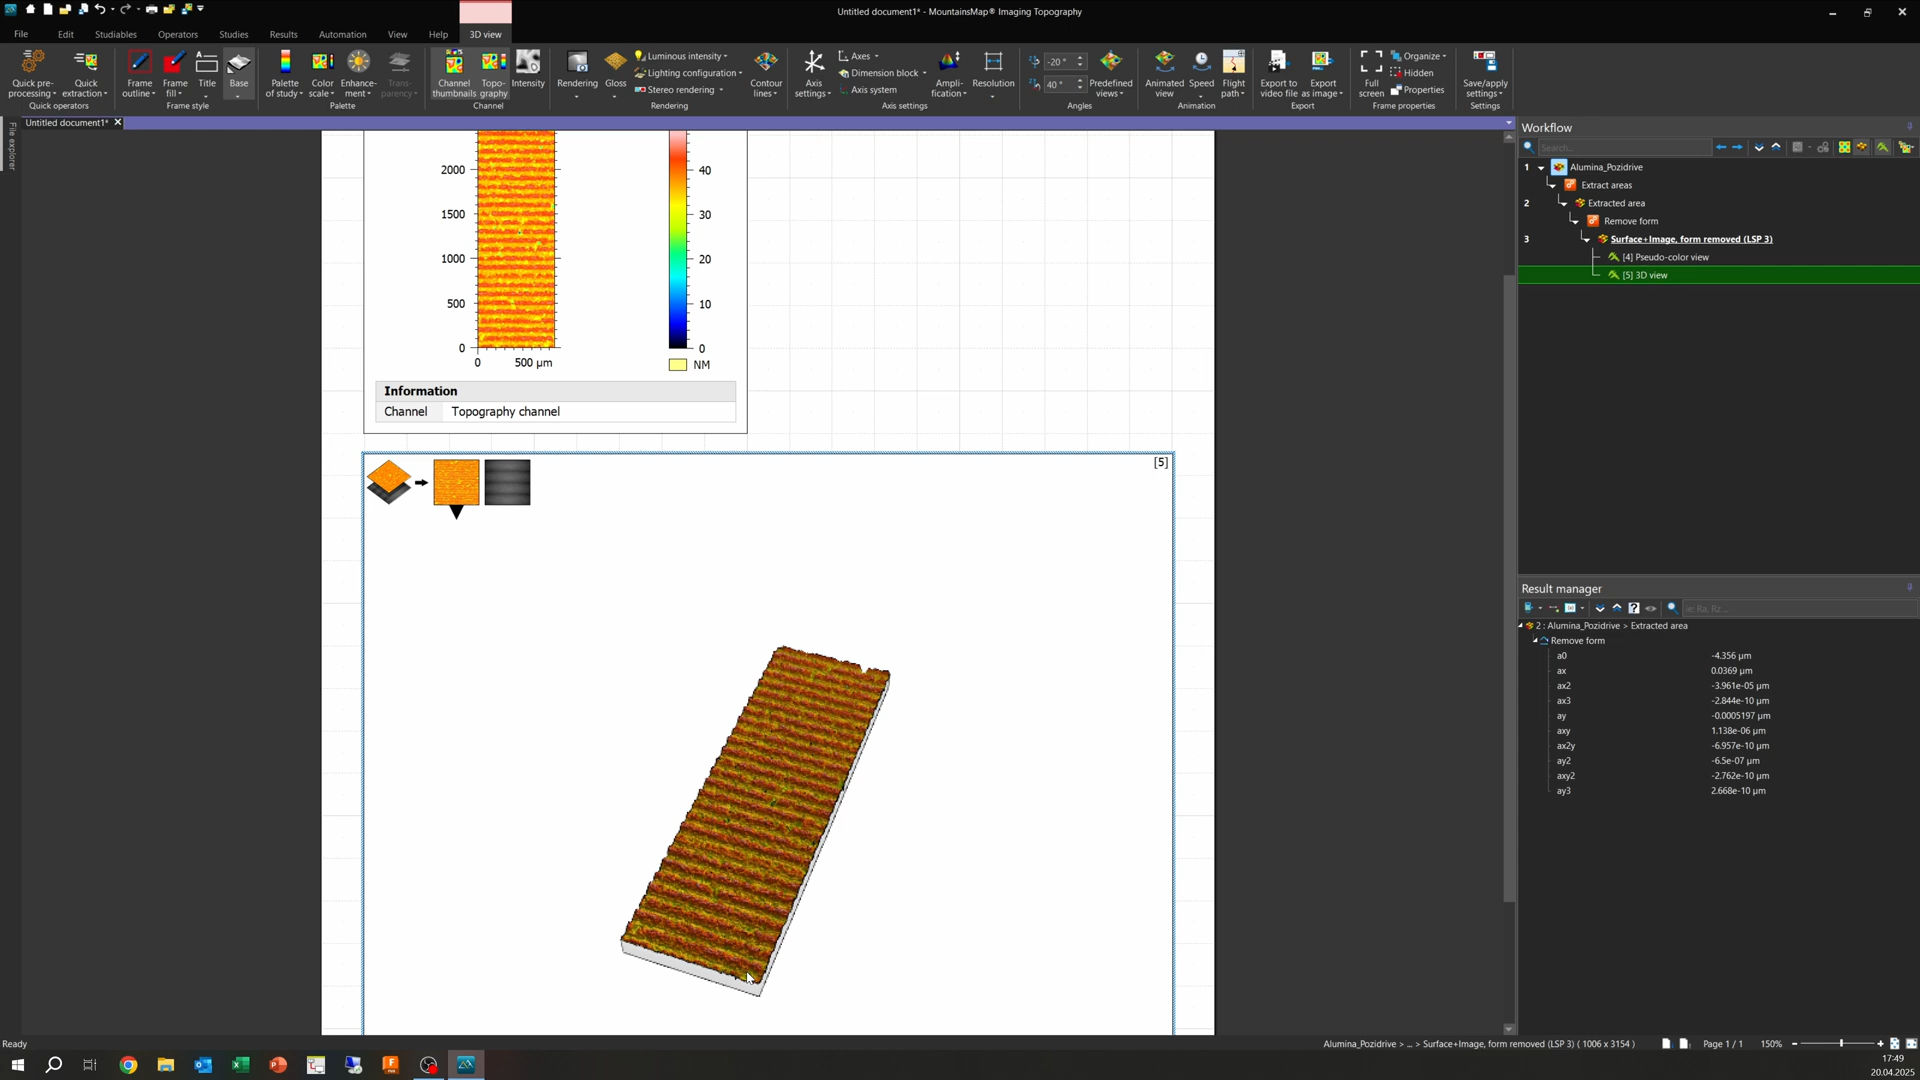 Untitled document1* - MountainsMap® Imaging Topography
File Edit Studiables Operators Studies Results Automation View Help 3D view
Quick pre-processing
Quick extraction
Quick operators
Frame outline
Frame fill
Title
Base
Frame style
Palette of study
Color scale
Enhance-ment
Trans-parency
Palette
Channel thumbnails
Topo-graphy
Intensity
Channel
Rendering
Gloss
Luminous intensity
Lighting configuration
Stereo rendering
Contour lines
Rendering
Axis settings
Axes
Dimension block
Axis system
Ampli-fication
Resolution
Axis settings
-20 °
40 °
Predefined views
Angles
Animated view
Speed
Flight path
Animation
Export to video file
Export as image
Export
Full screen
Organize
Hidden
Properties
Frame properties
Save/apply settings
Settings
File explorer
Untitled document1*
2000
1500
1000
500
0
0 500 µm
40
30
20
10
0
NM
Information
Channel Topography channel
[5]
Workflow
Search...
1 Alumina_Pozidrive
Extract areas
2 Extracted area
Remove form
3 Surface+Image, form removed (LSP 3)
[4] Pseudo-color view
[5] 3D view
Result manager
ie: Ra, Rz...
2 : Alumina_Pozidrive > Extracted area
Remove form
a0 -4.356 µm
ax 0.0369 µm
ax2 -3.961e-05 µm
ax3 -2.844e-10 µm
ay -0.0005197 µm
axy 1.138e-06 µm
ax2y -6.957e-10 µm
ay2 -6.5e-07 µm
axy2 -2.762e-10 µm
ay3 2.668e-10 µm
Ready
Alumina_Pozidrive > ... > Surface+Image, form removed (LSP 3) ( 1006 x 3154 )
Page 1 / 1
150%
17:49
20.04.2025